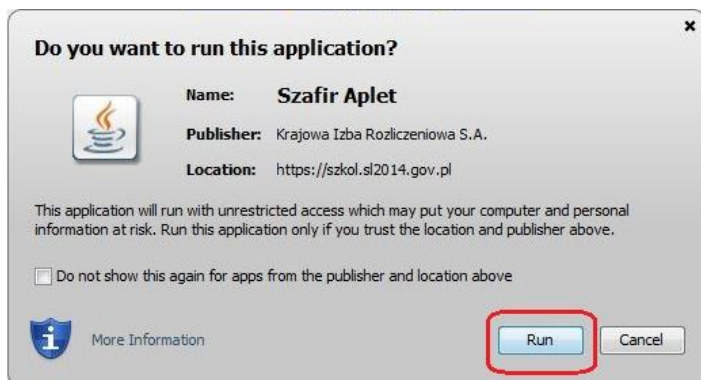 Do you want to run this application?
Name: Szafir Aplet
Publisher: Krajowa Izba Rozliczeniowa S.A.
Location: https://szkol.sl2014.gov.pl
This application will run with unrestricted access which may put your computer and personal
information at risk. Run this application only if you trust the location and publisher above.
Do not show this again for apps from the publisher and location above
More Information
Run
Cancel